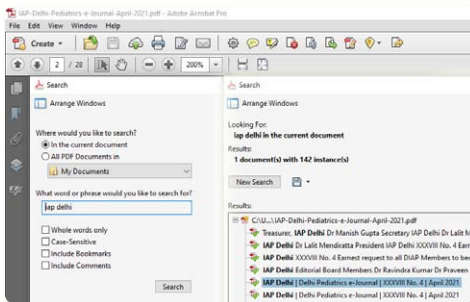 IAP-Delhi-Pediatrics-e-Journal-April-2021.pdf - Adobe Acrobat Pro
File Edit View Window Help
Create
2 / 28
200%
Search
Arrange Windows
Where would you like to search?
In the current document
All PDF Documents in
My Documents
What word or phrase would you like to search for?
iap delhi
Whole words only
Case-Sensitive
Include Bookmarks
Include Comments
Search
Search
Arrange Windows
Looking For:
iap delhi in the current document
Results:
1 document(s) with 142 instance(s)
New Search
Results:
C:\U...\IAP-Delhi-Pediatrics-e-Journal-April-2021.pdf
Treasurer, IAP Delhi Dr Manish Gupta Secretary IAP Delhi Dr Lalit M
IAP Delhi Dr Lalit Mendiratta President IAP Delhi XXXVIII No. 4 Earn
IAP Delhi XXXVIII No. 4 Earnest request to all DIAP Members to be
IAP Delhi Editorial Board Members Dr Ravindra Kumar Dr Praveen
IAP Delhi | Delhi Pediatrics e-Journal | XXXVIII No. 4 | April 2021
IAP Delhi | Delhi Pediatrics e-Journal | XXXVIII No. 4 | April 2021